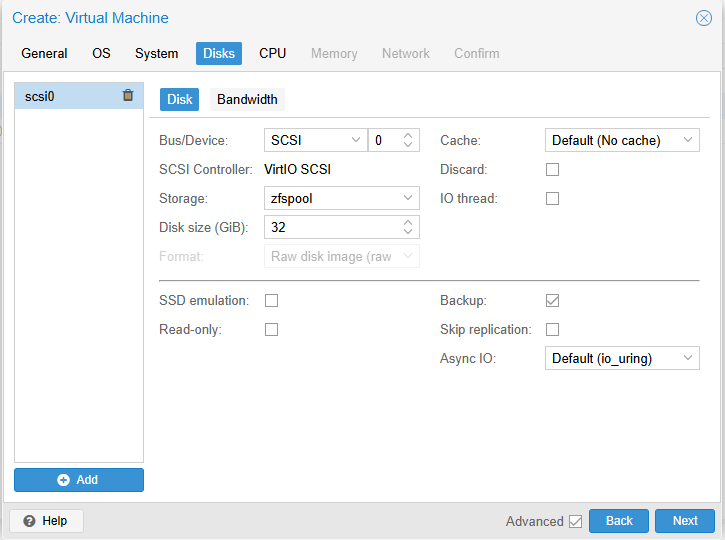 Create: Virtual Machine
General OS System Disks CPU Memory Network Confirm
scsi0
Disk Bandwidth
Bus/Device: SCSI 0 Cache: Default (No cache)
SCSI Controller: VirtIO SCSI Discard:
Storage: zfspool IO thread:
Disk size (GiB): 32
Format: Raw disk image (raw
SSD emulation: Backup:
Read-only: Skip replication:
Async IO: Default (io_uring)
Add
Help Advanced Back Next